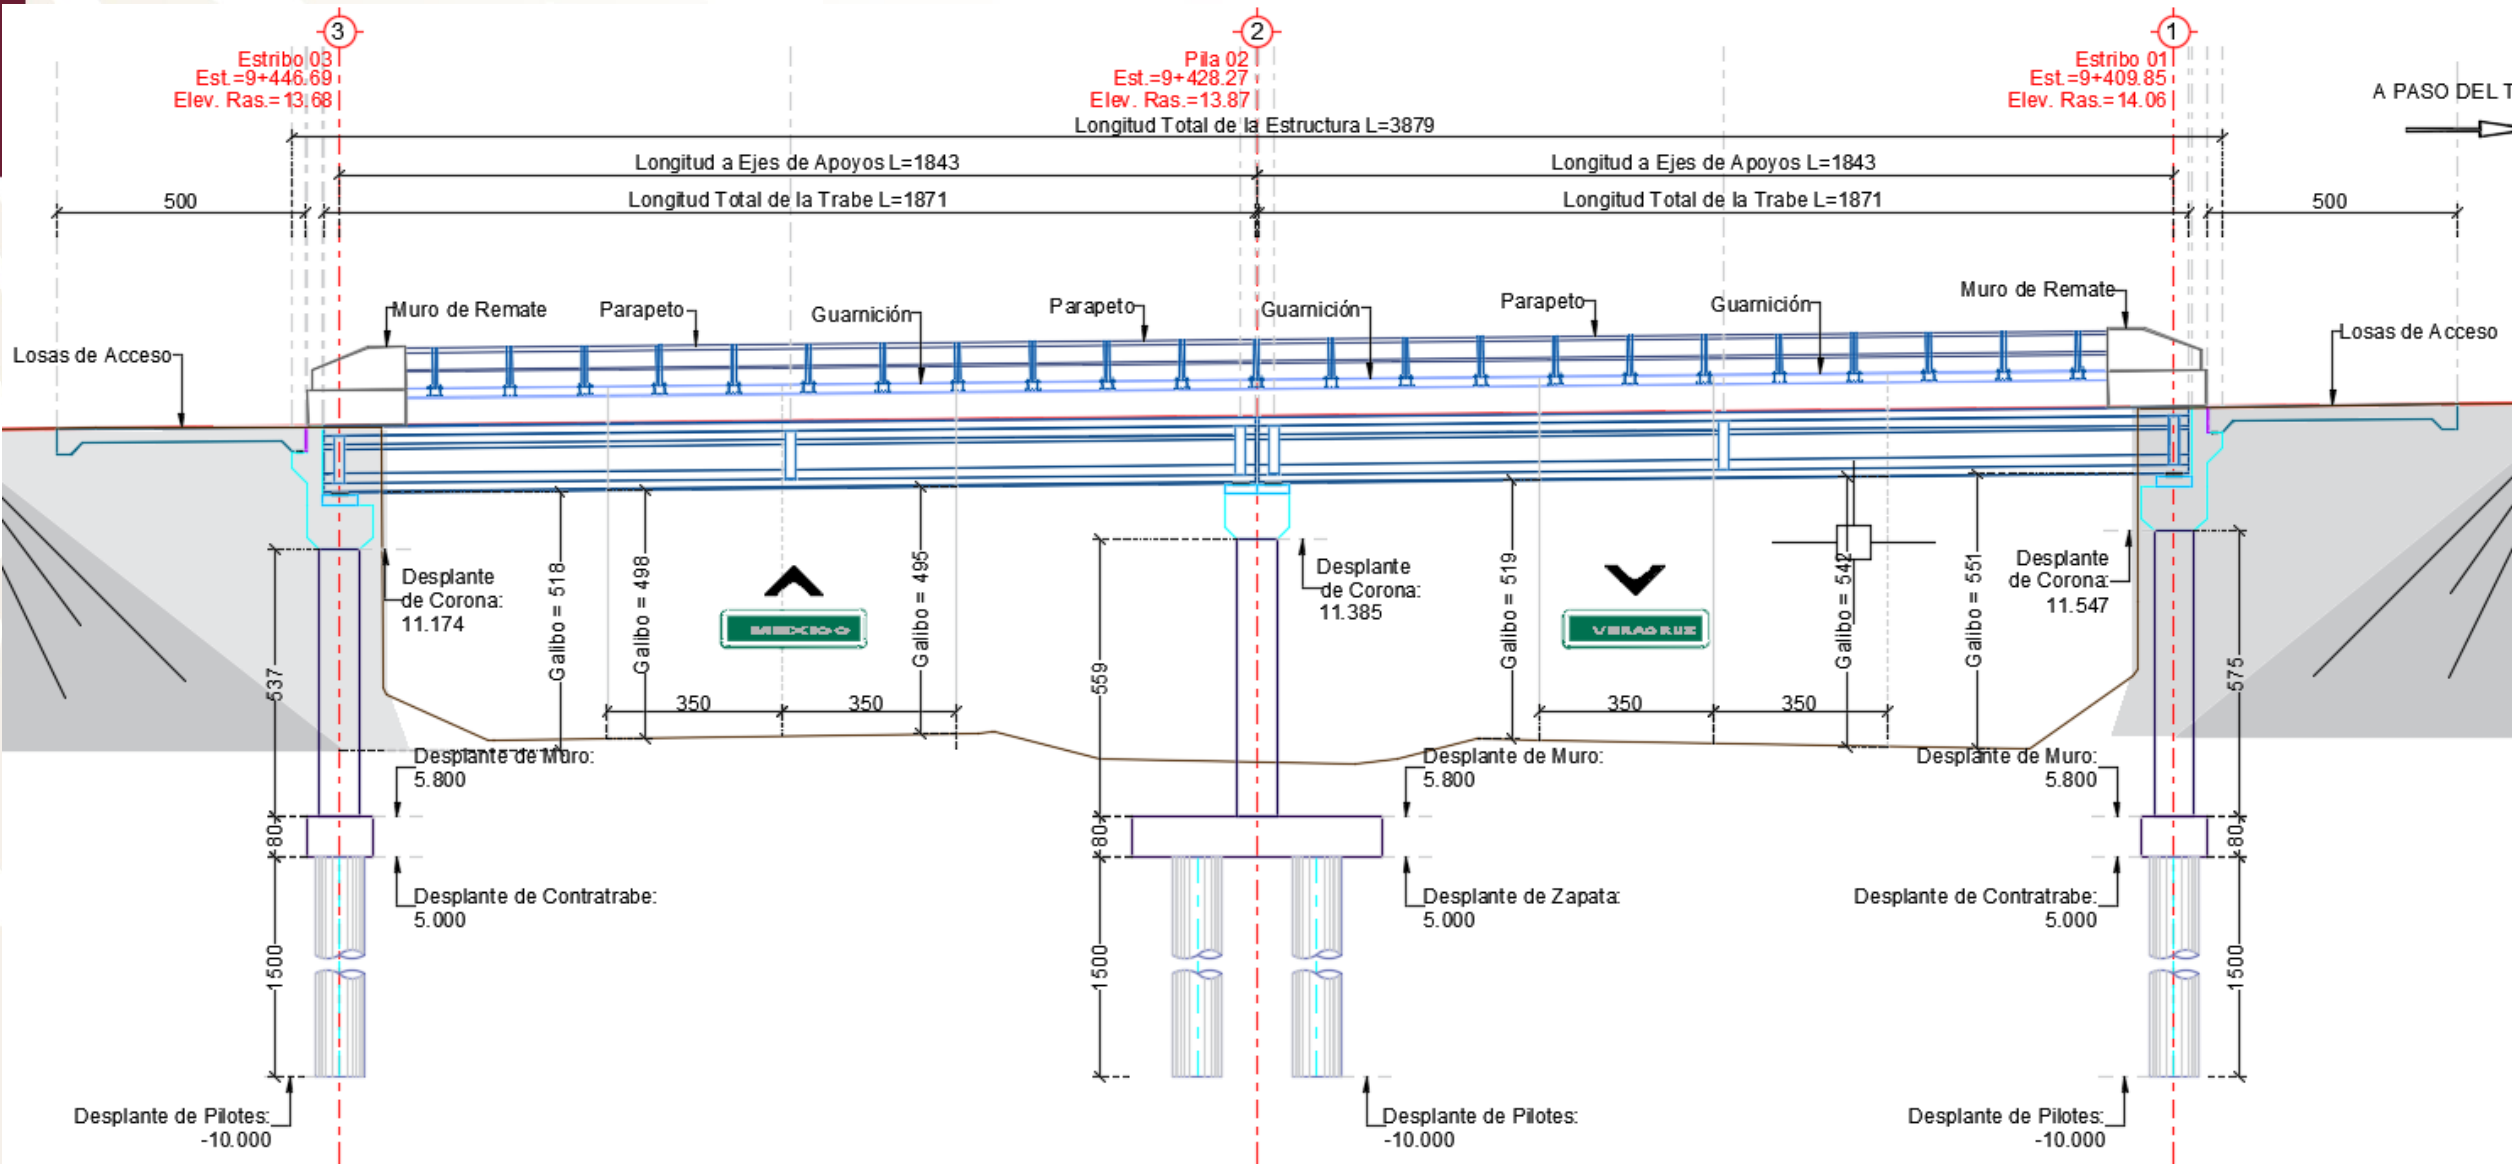 3
2
1
Estribo 03
Est.=9+446.69
Elev. Ras.=13.68
Pila 02
Est.=9+428.27
Elev. Ras.=13.87
Estribo 01
Est.=9+409.85
Elev. Ras.=14.06
A PASO DEL T
Longitud Total de la Estructura L=3879
Longitud a Ejes de Apoyos L=1843
Longitud a Ejes de Apoyos L=1843
500
Longitud Total de la Trabe L=1871
Longitud Total de la Trabe L=1871
500
Losas de Acceso
Muro de Remate
Parapeto
Guarnición
Parapeto
Guarnición
Parapeto
Guarnición
Muro de Remate
Losas de Acceso
537
Desplante
de Corona:
11.174
Galibo = 518
Galibo = 498
MEXICO
Galibo = 495
350
350
559
Desplante
de Corona:
11.385
Galibo = 519
VERACRUZ
Galibo = 542
Galibo = 551
350
350
Desplante
de Corona:
11.547
575
Desplante de Muro:
5.800
Desplante de Muro:
5.800
Desplante de Muro:
5.800
80
80
80
Desplante de Contratrabe:
5.000
Desplante de Zapata:
5.000
Desplante de Contratrabe:
5.000
1500
1500
1500
Desplante de Pilotes:
-10.000
Desplante de Pilotes:
-10.000
Desplante de Pilotes:
-10.000